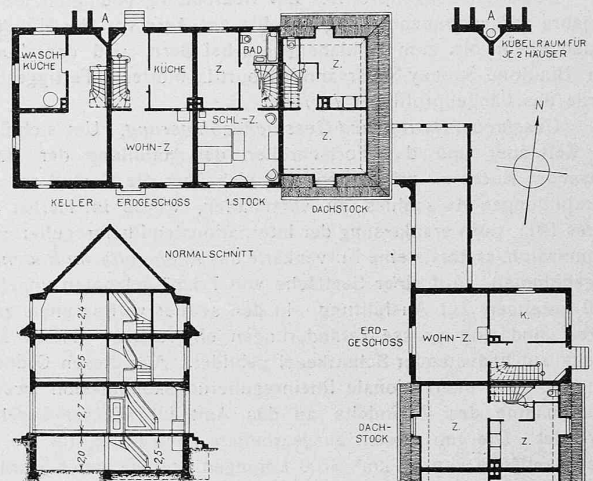 A
A
KÜBELRAUM FÜR
JE 2 HÄUSER
WASCH-
KÜCHE
KÜCHE
Z.
BAD
Z.
SCHL.-Z.
WOHN-Z.
Z.
KELLER
ERDGESCHOSS
1.STOCK
DACHSTOCK
N
NORMALSCHNITT
2,4
2,5
2,7
2,0
2,5
ERD-
GESCHOSS
WOHN-Z.
K.
DACH-
STOCK
Z.
Z.